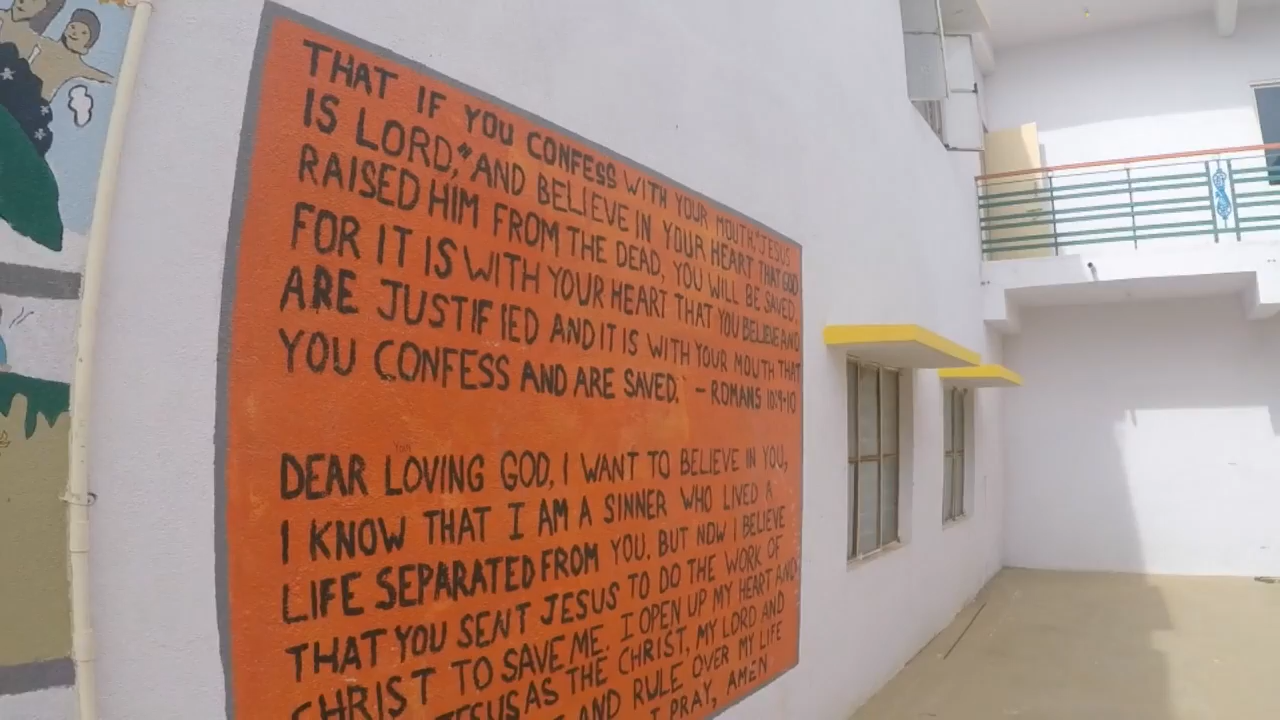 THAT IF YOU CONFESS WITH YOUR MOUTH, "JESUS
IS LORD," AND BELIEVE IN YOUR HEART THAT GOD
RAISED HIM FROM THE DEAD, YOU WILL BE SAVED.
FOR IT IS WITH YOUR HEART THAT YOU BELIEVE AND
ARE JUSTIFIED AND IT IS WITH YOUR MOUTH THAT
YOU CONFESS AND ARE SAVED. - ROMANS 10:9-10
DEAR LOVING GOD, I WANT TO BELIEVE IN YOU,
I KNOW THAT I AM A SINNER WHO LIVED A
LIFE SEPARATED FROM YOU. BUT NOW I BELIEVE
THAT YOU SENT JESUS TO DO THE WORK OF
CHRIST TO SAVE ME. I OPEN UP MY HEART AND
JESUS AS THE CHRIST, MY LORD AND
AND RULE OVER MY LIFE
I PRAY, AMEN